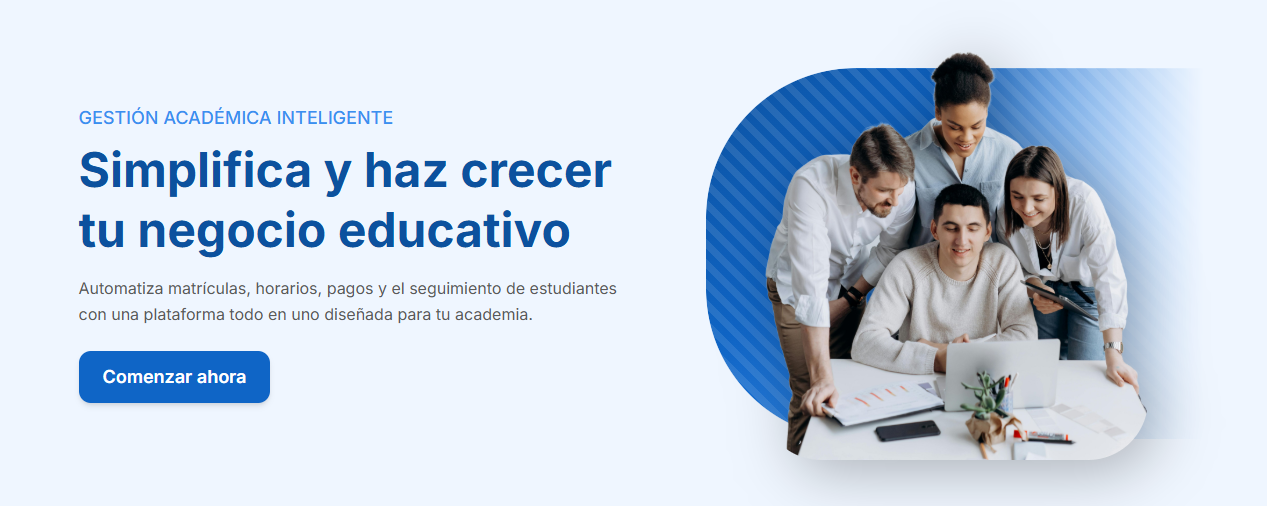 GESTIÓN ACADÉMICA INTELIGENTE
Simplifica y haz crecer
tu negocio educativo
Automatiza matrículas, horarios, pagos y el seguimiento de estudiantes
con una plataforma todo en uno diseñada para tu academia.
Comenzar ahora